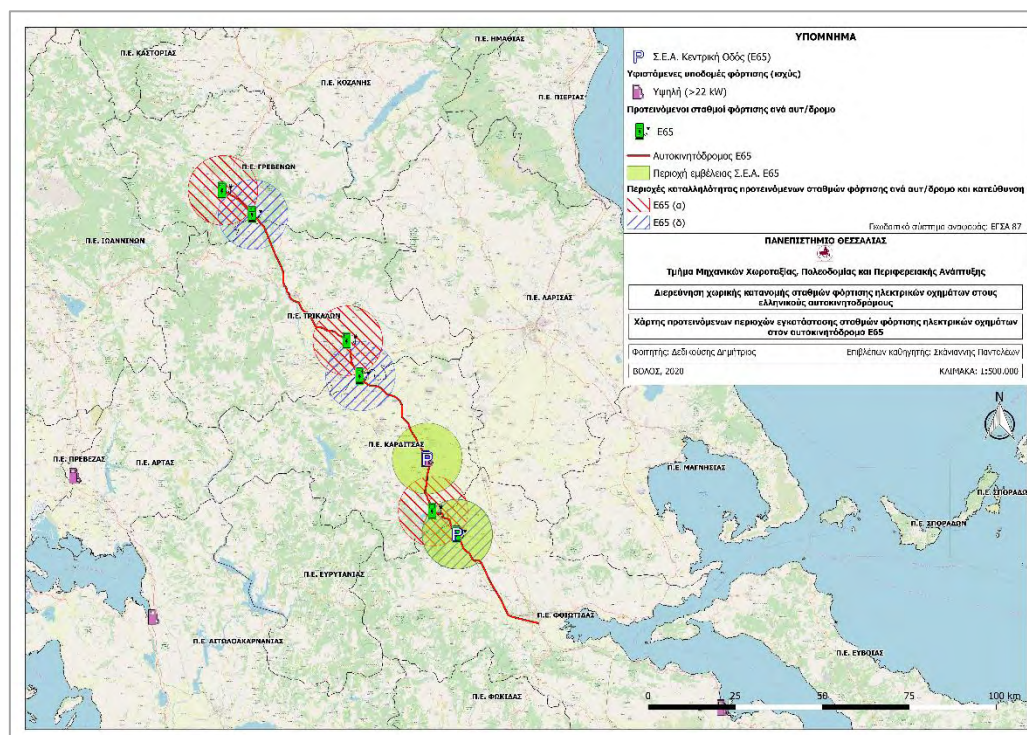 Π.Ε. ΚΑΣΤΟΡΙΑΣ
Π.Ε. ΗΜΑΘΙΑΣ
Π.Ε. ΚΟΖΑΝΗΣ
Π.Ε. ΠΙΕΡΙΑΣ
Π.Ε. ΓΡΕΒΕΝΩΝ
Π.Ε. ΙΩΑΝΝΙΝΩΝ
Π.Ε. ΛΑΡΙΣΑΣ
Π.Ε. ΤΡΙΚΑΛΩΝ
Π.Ε. ΚΑΡΔΙΤΣΑΣ
P
Π.Ε. ΠΡΕΒΕΖΑΣ
Π.Ε. ΑΡΤΑΣ
Π.Ε. ΜΑΓΝΗΣΙΑΣ
Π.Ε. ΣΠΟΡΑΔΩΝ
Π.Ε. ΣΠΟΡΑΔΩΝ
P
Π.Ε. ΕΥΡΥΤΑΝΙΑΣ
Π.Ε. ΦΘΙΩΤΙΔΑΣ
Π.Ε. ΑΙΤΩΛΟΑΚΑΡΝΑΝΙΑΣ
Π.Ε. ΕΥΒΟΙΑΣ
Π.Ε. ΦΩΚΙΔΑΣ
ΥΠΟΜΝΗΜΑ
P Σ.Ε.Α. Κεντρική Οδός (Ε65)
Υφιστάμενες υποδομές φόρτισης (ισχύς)
Υψηλή (>22 kW)
Προτεινόμενοι σταθμοί φόρτισης ανά αυτ/δρομο
Ε65
Αυτοκινητόδρομος Ε65
Περιοχή εμβέλειας Σ.Ε.Α. Ε65
Περιοχές καταλληλότητας προτεινόμενων σταθμών φόρτισης ανά αυτ/δρομο και κατεύθυνση
Ε65 (α)
Ε65 (δ)
Γεωδαιτικό σύστημα αναφοράς: ΕΓΣΑ 87
ΠΑΝΕΠΙΣΤΗΜΙΟ ΘΕΣΣΑΛΙΑΣ
Τμήμα Μηχανικών Χωροταξίας, Πολεοδομίας και Περιφερειακής Ανάπτυξης
Διερεύνηση χωρικής κατανομής σταθμών φόρτισης ηλεκτρικών οχημάτων στους
ελληνικούς αυτοκινητοδρόμους
Χάρτης προτεινόμενων περιοχών εγκατάστασης σταθμών φόρτισης ηλεκτρικών οχημάτων
στον αυτοκινητόδρομο Ε65
Φοιτητής: Δεδικούσης Δημήτριος Επιβλέπων καθηγητής: Σκάγιαννης Παντολέων
ΒΟΛΟΣ, 2020 ΚΛΙΜΑΚΑ: 1:500.000
N
0 25 50 75 100 km